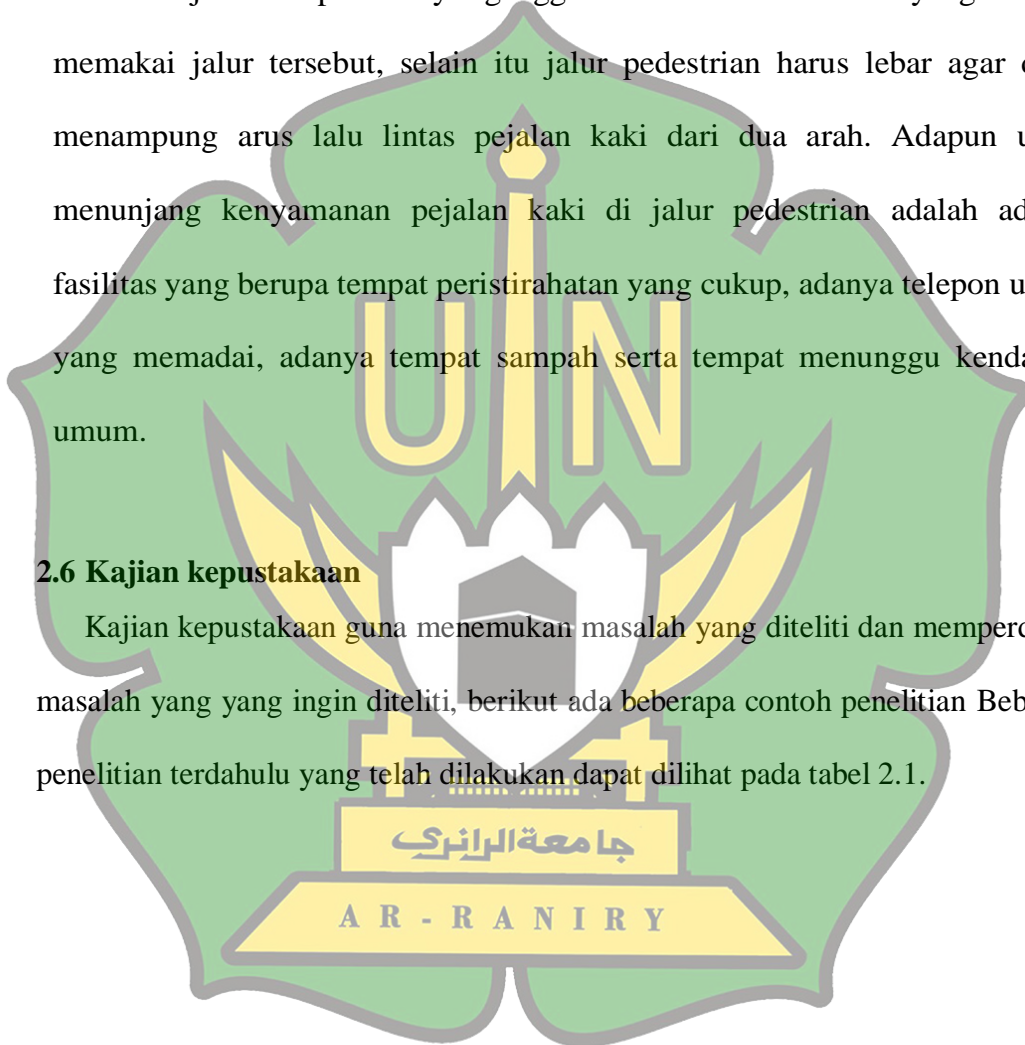 memakai jalur tersebut, selain itu jalur pedestrian harus lebar agar
menampung arus lalu lintas pejalan kaki dari dua arah. Adapun
menunjang kenyamanan pejalan kaki di jalur pedestrian adalah
fasilitas yang berupa tempat peristirahatan yang cukup, adanya telepon
yang memadai, adanya tempat sampah serta tempat menunggu
umum.
2.6 Kajian kepustakaan
Kajian kepustakaan guna menemukan masalah yang diteliti dan
masalah yang yang ingin diteliti, berikut ada beberapa contoh penelitian
penelitian terdahulu yang telah dilakukan dapat dilihat pada tabel 2.1.
UIN
جامعة الرانري
AR-RANIRY